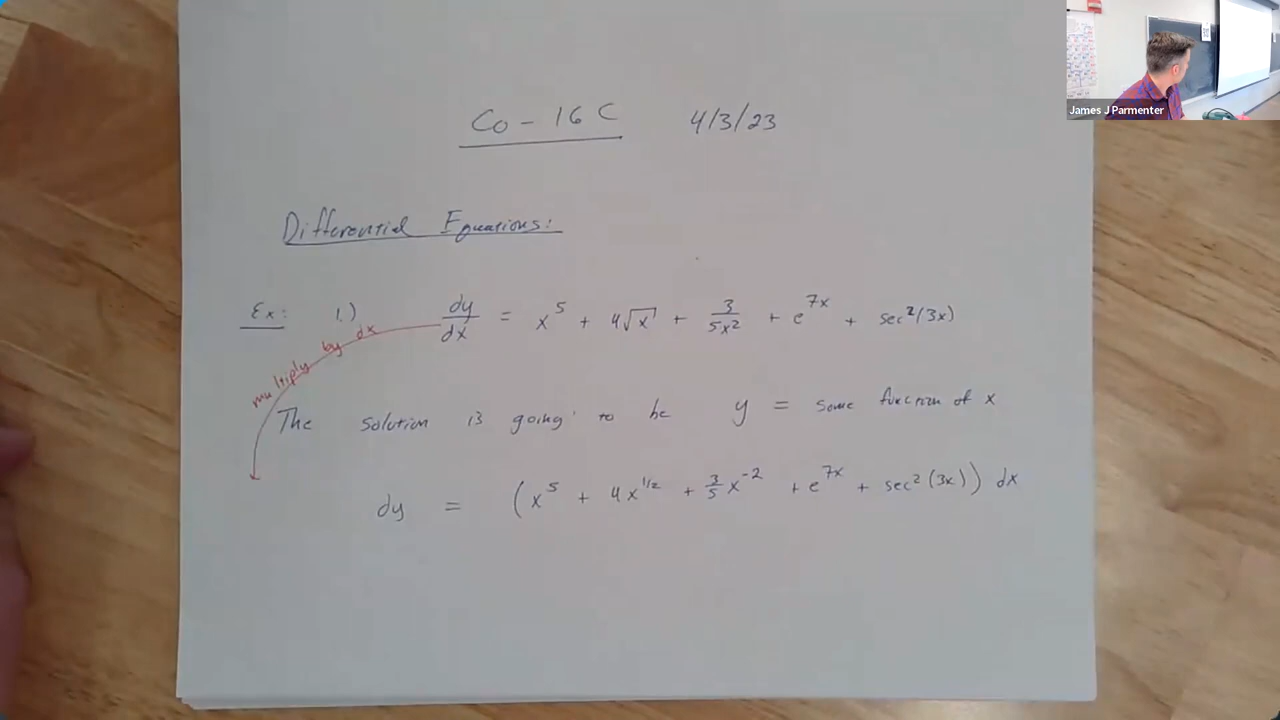 Co - 16 C 4/3/23
James J Parmenter
Differential Equations:
Ex: 1.) dy/dx = x^5 + 4√x + 3/(5x^2) + e^(7x) + sec^2(3x)
multiply by dx
The solution is going to be y = some function of x
dy = (x^5 + 4x^(1/2) + 3/5 x^(-2) + e^(7x) + sec^2(3x)) dx